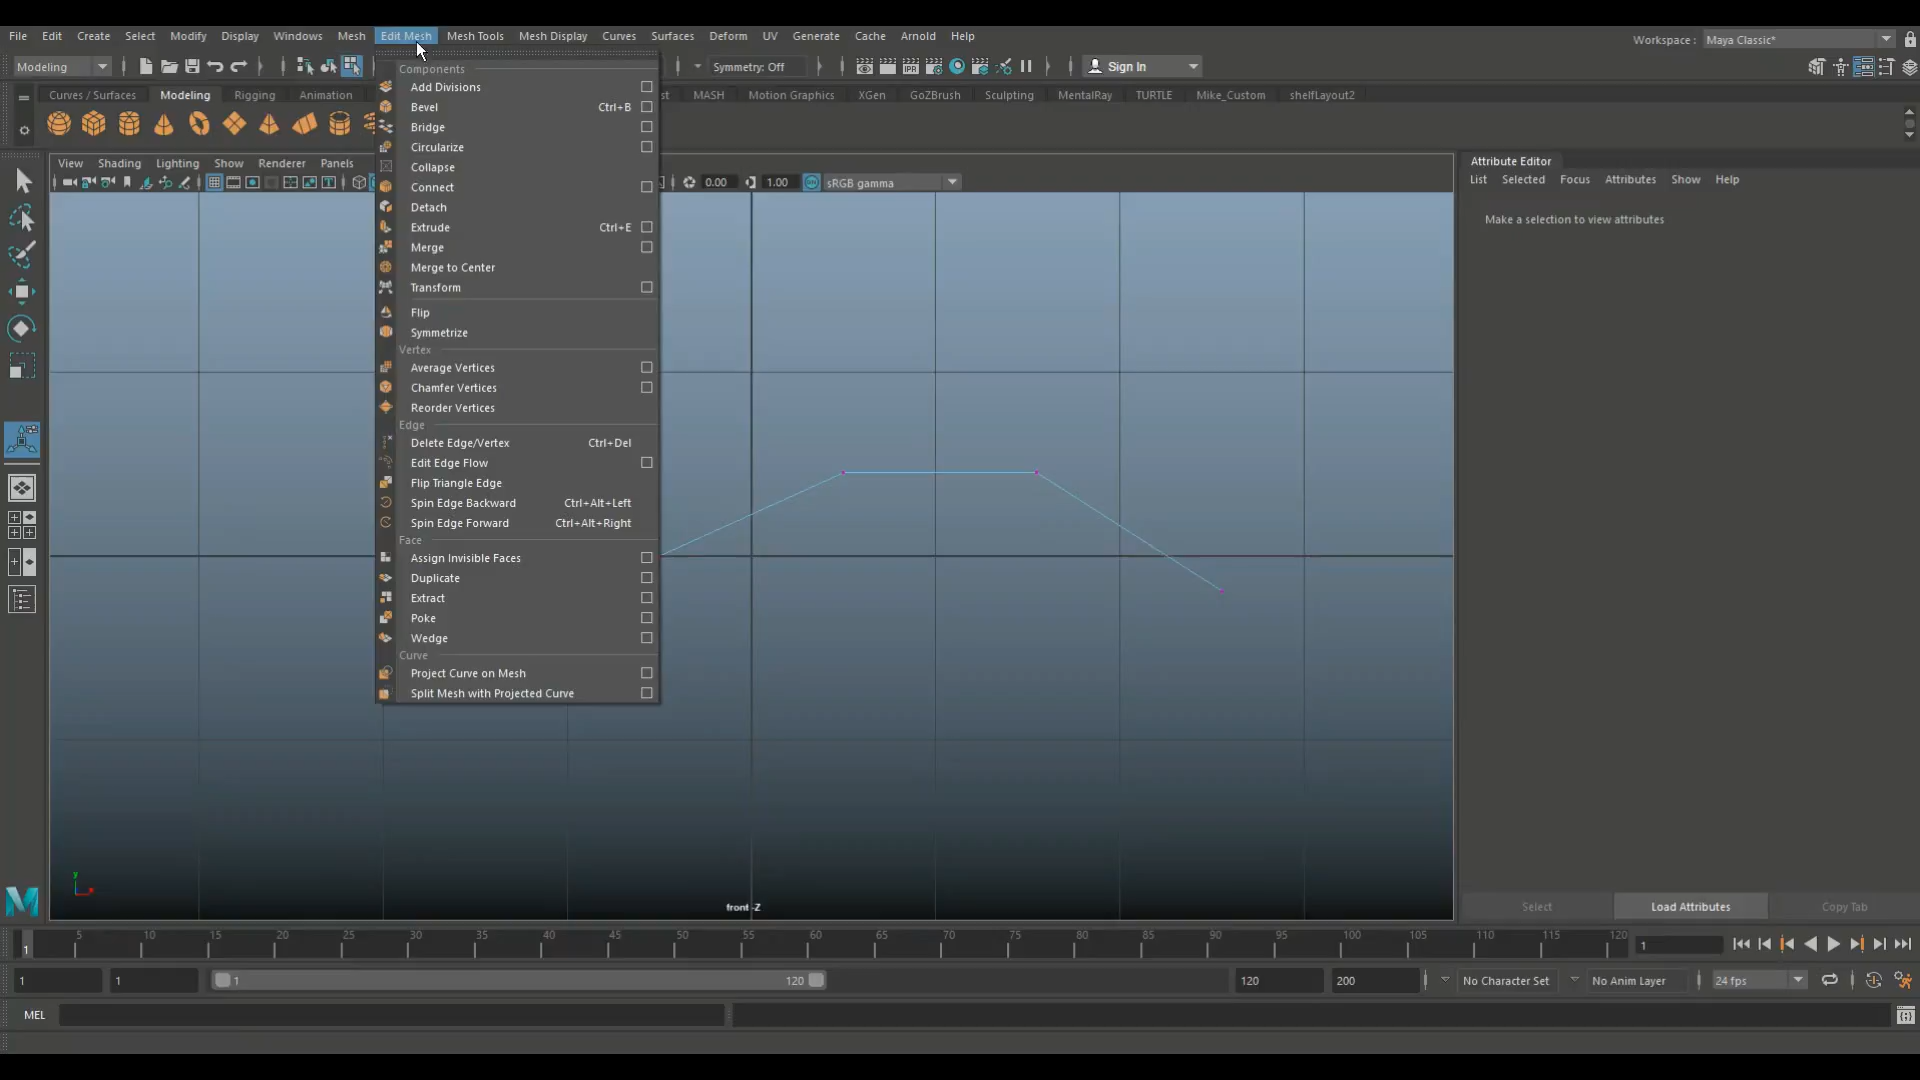 File Edit Create Select Modify Display Windows Mesh Edit Mesh Mesh Tools Mesh Display Curves Surfaces Deform UV Generate Cache Arnold Help
Workspace : Maya Classic*
Modeling
Symmetry: Off
Sign In
Curves / Surfaces Modeling Rigging Animation
MASH Motion Graphics XGen GoZBrush Sculpting MentalRay TURTLE Mike_Custom shelfLayout2
View Shading Lighting Show Renderer Panels
0.00 1.00 sRGB gamma
Components
Add Divisions
Bevel Ctrl+B
Bridge
Circularize
Collapse
Connect
Detach
Extrude Ctrl+E
Merge
Merge to Center
Transform
Flip
Symmetrize
Vertex
Average Vertices
Chamfer Vertices
Reorder Vertices
Edge
Delete Edge/Vertex Ctrl+Del
Edit Edge Flow
Flip Triangle Edge
Spin Edge Backward Ctrl+Alt+Left
Spin Edge Forward Ctrl+Alt+Right
Face
Assign Invisible Faces
Duplicate
Extract
Poke
Wedge
Curve
Project Curve on Mesh
Split Mesh with Projected Curve
Attribute Editor
List Selected Focus Attributes Show Help
Make a selection to view attributes
y
front -Z
Select Load Attributes Copy Tab
1 5 10 15 20 25 30 35 40 45 50 55 60 65 70 75 80 85 90 95 100 105 110 115 120
1
1 1 1 120 120 200 No Character Set No Anim Layer 24 fps
MEL